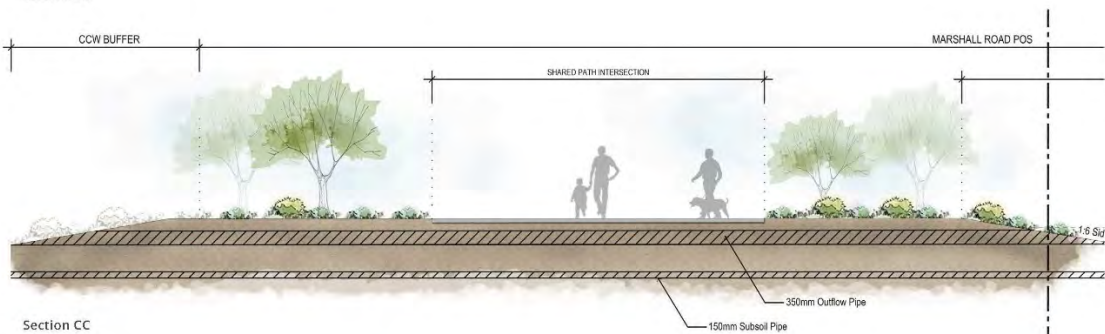 CCW BUFFER
MARSHALL ROAD POS
SHARED PATH INTERSECTION
1:6 Sid
350mm Outflow Pipe
150mm Subsoil Pipe
Section CC